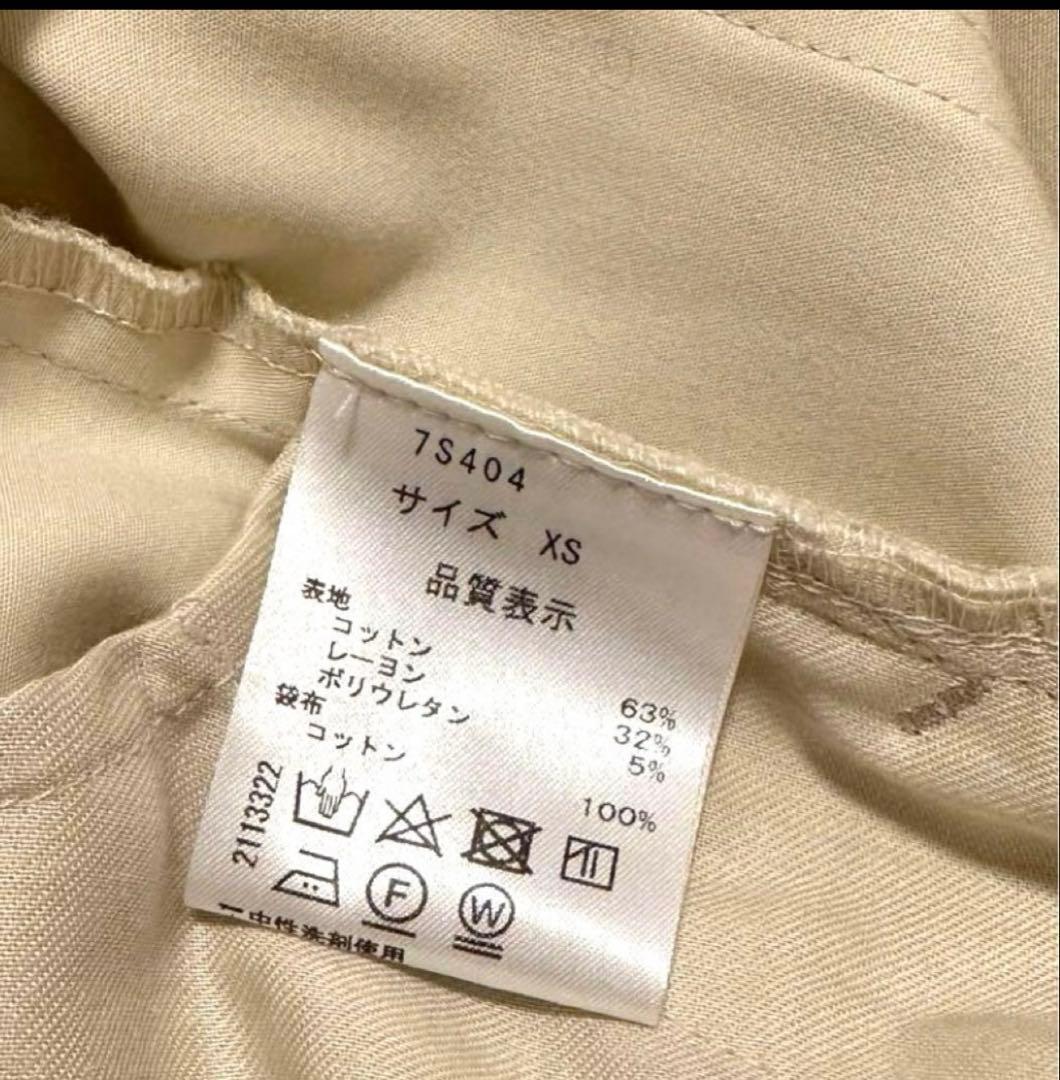 7S404
サイズ XS
品質表示
表地
コットン 63%
レーヨン 32%
ポリウレタン 5%
袋布
コットン 100%
2113322
F W
中性洗剤使用